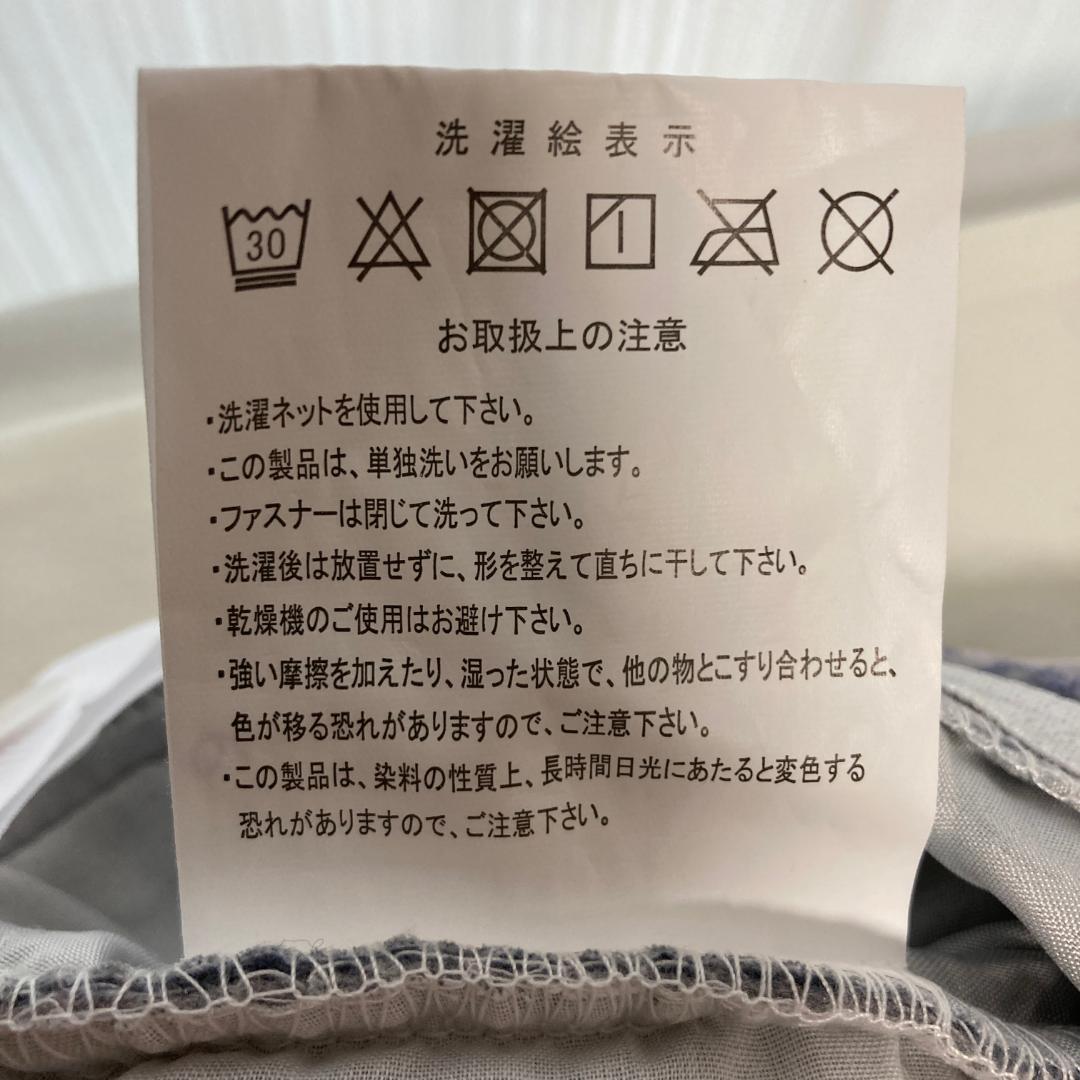 洗濯絵表示
30
お取扱上の注意
・洗濯ネットを使用して下さい。
・この製品は、単独洗いをお願いします。
・ファスナーは閉じて洗って下さい。
・洗濯後は放置せずに、形を整えて直ちに干して下さい。
・乾燥機のご使用はお避け下さい。
・強い摩擦を加えたり、湿った状態で、他の物とこすり合わせると、
色が移る恐れがありますので、ご注意下さい。
・この製品は、染料の性質上、長時間日光にあたると変色する
恐れがありますので、ご注意下さい。